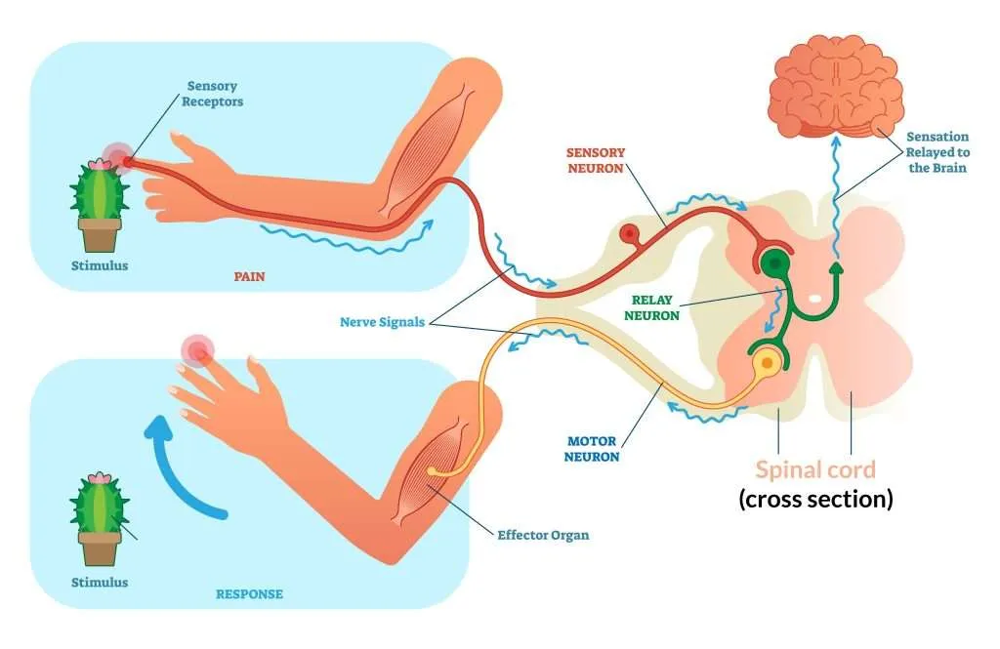 Sensory
Receptors
Stimulus
PAIN
SENSORY
NEURON
Sensation
Relayed to
the Brain
Nerve Signals
RELAY
NEURON
MOTOR
NEURON
Spinal cord
(cross section)
Effector Organ
Stimulus
RESPONSE